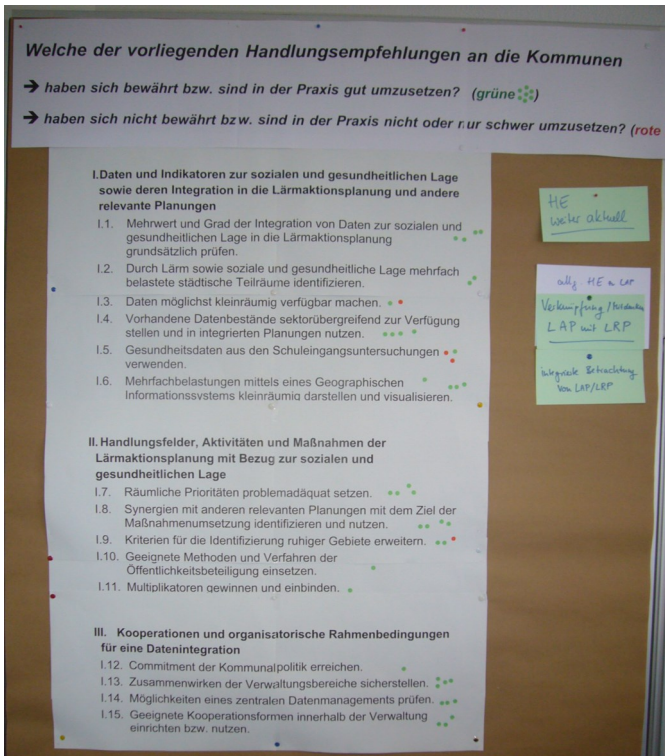 Welche der vorliegenden Handlungsempfehlungen an die Kommunen
➔ haben sich bewährt bzw. sind in der Praxis gut umzusetzen? (grüne)
➔ haben sich nicht bewährt bzw. sind in der Praxis nicht oder nur schwer umzusetzen? (rote
I.Daten und Indikatoren zur sozialen und gesundheitlichen Lage
sowie deren Integration in die Lärmaktionsplanung und andere
relevante Planungen
I.1. Mehrwert und Grad der Integration von Daten zur sozialen und
gesundheitlichen Lage in die Lärmaktionsplanung
grundsätzlich prüfen.
I.2. Durch Lärm sowie soziale und gesundheitliche Lage mehrfach
belastete städtische Teilräume identifizieren.
I.3. Daten möglichst kleinräumig verfügbar machen.
I.4. Vorhandene Datenbestände sektorübergreifend zur Verfügung
stellen und in integrierten Planungen nutzen.
I.5. Gesundheitsdaten aus den Schuleingangsuntersuchungen
verwenden.
I.6. Mehrfachbelastungen mittels eines Geographischen
Informationssystems kleinräumig darstellen und visualisieren.
II. Handlungsfelder, Aktivitäten und Maßnahmen der
Lärmaktionsplanung mit Bezug zur sozialen und
gesundheitlichen Lage
I.7. Räumliche Prioritäten problemadäquat setzen.
I.8. Synergien mit anderen relevanten Planungen mit dem Ziel der
Maßnahmenumsetzung identifizieren und nutzen.
I.9. Kriterien für die Identifizierung ruhiger Gebiete erweitern.
I.10. Geeignete Methoden und Verfahren der
Öffentlichkeitsbeteiligung einsetzen.
I.11. Multiplikatoren gewinnen und einbinden.
III. Kooperationen und organisatorische Rahmenbedingungen
für eine Datenintegration
I.12. Commitment der Kommunalpolitik erreichen.
I.13. Zusammenwirken der Verwaltungsbereiche sicherstellen.
I.14. Möglichkeiten eines zentralen Datenmanagements prüfen.
I.15. Geeignete Kooperationsformen innerhalb der Verwaltung
einrichten bzw. nutzen.
HE
weiter aktuell
allg HE LAP
Verknüpfung
LAP mit LRP
integrierte Betrachtung
von LAP/LRP